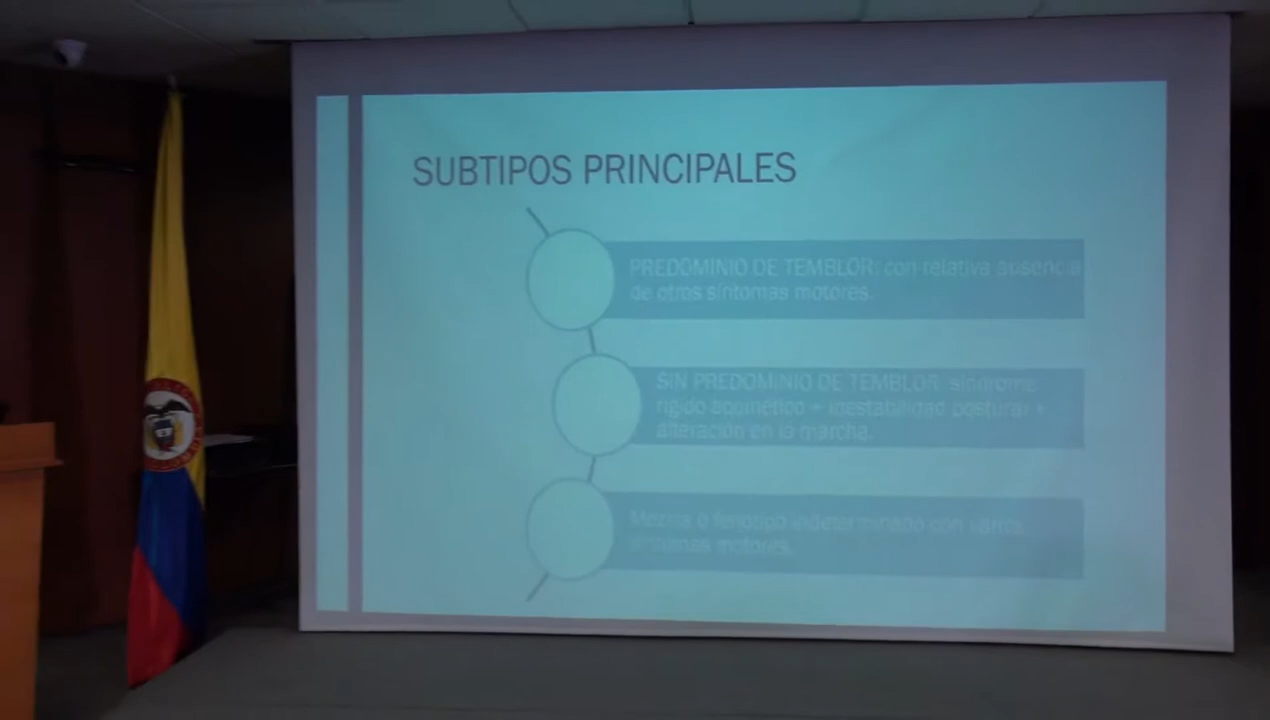 SUBTIPOS PRINCIPALES
PREDOMINIO DE TEMBLOR: con relativa ausencia
de otros síntomas motores.
SIN PREDOMINIO DE TEMBLOR: síndrome
rígido + inestabilidad postural +
alteración en la marcha.
Mezcla o fenotipo indeterminado con varios
síntomas motores.